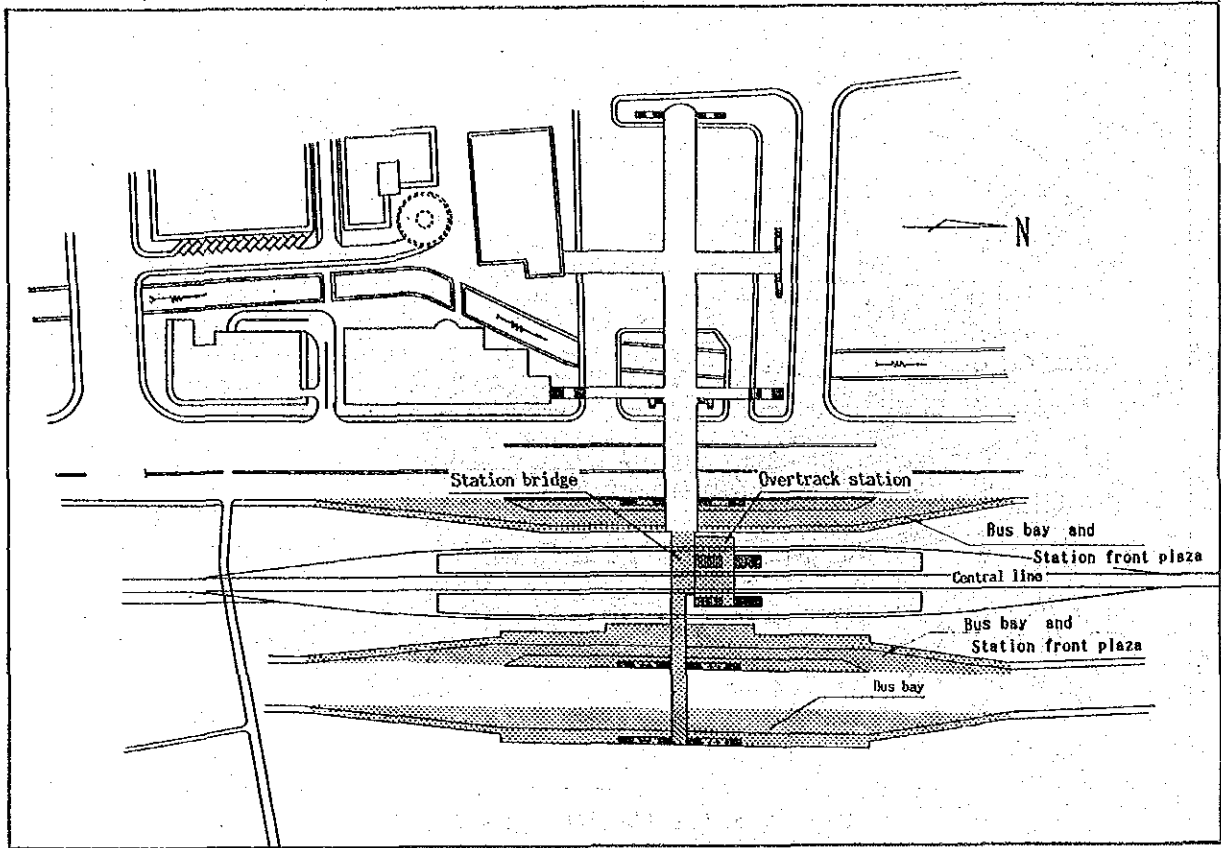 N
Station bridge
Overtrack station
Bus bay and
Station front plaza
Central line
Bus bay and
Station front plaza
Bus bay